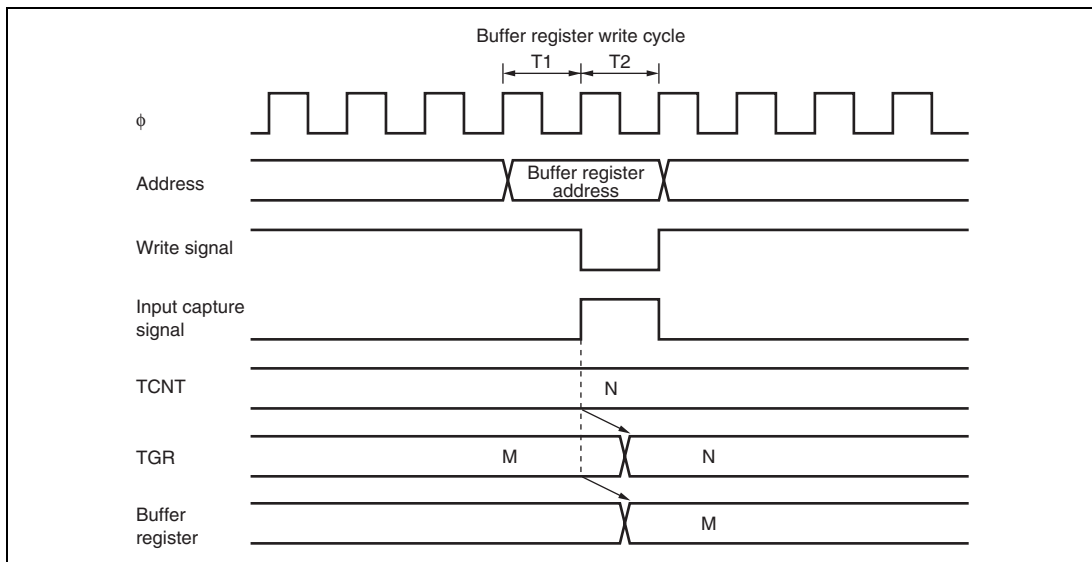 Buffer register write cycle
T1 T2
ϕ
Address
Buffer register
address
Write signal
Input capture
signal
TCNT
N
TGR
M N
Buffer
register
M